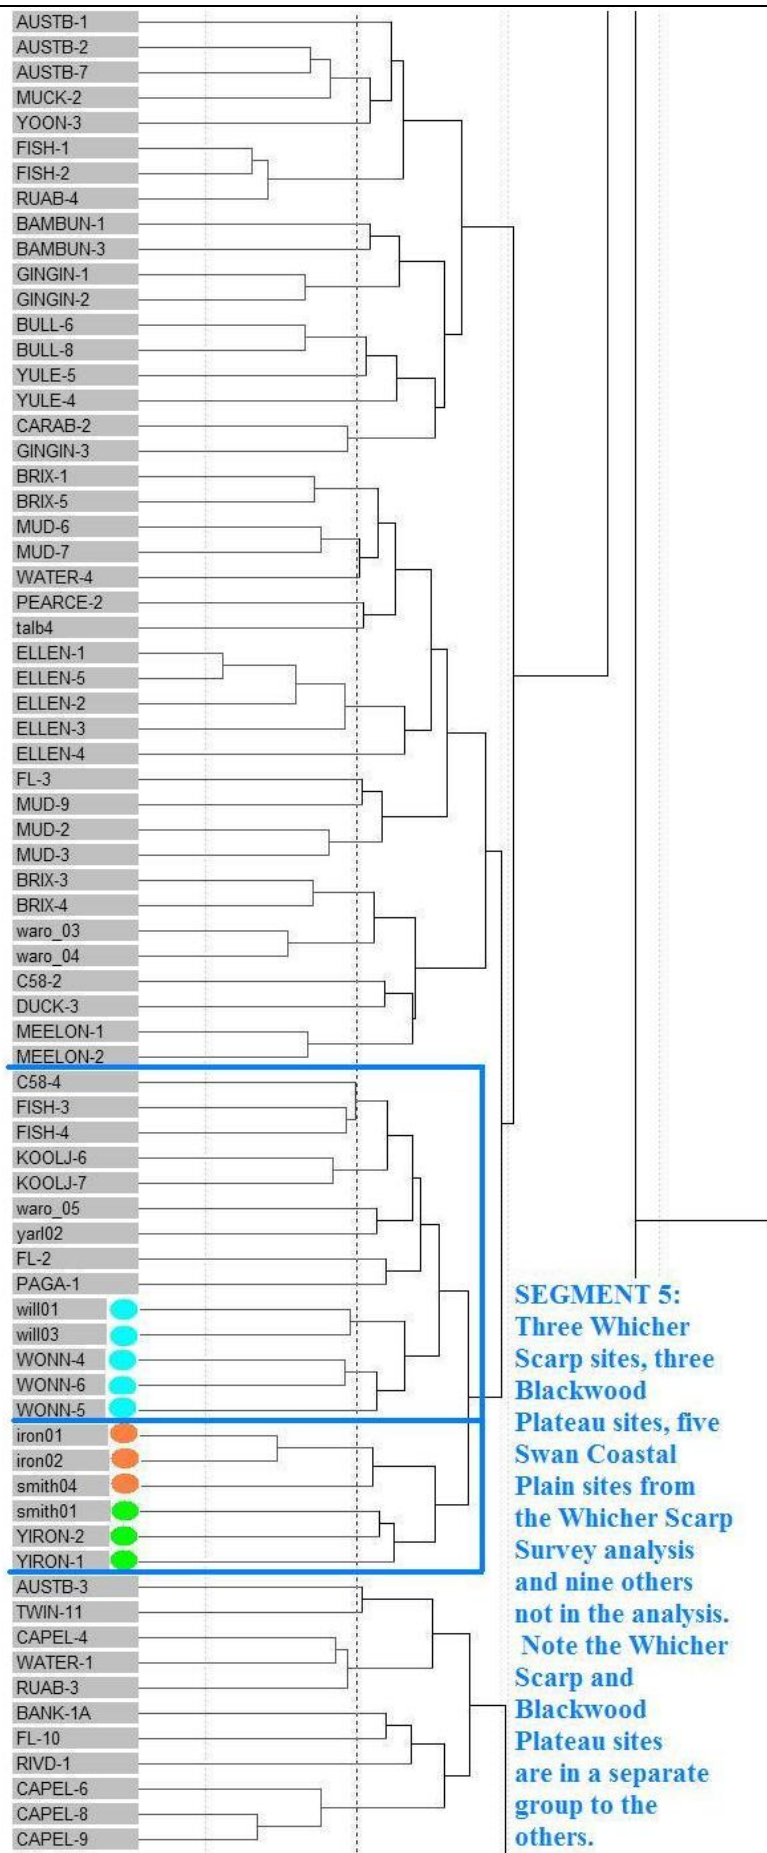 AUSTB-1
AUSTB-2
AUSTB-7
MUCK-2
YOON-3
FISH-1
FISH-2
RUAB-4
BAMBUN-1
BAMBUN-3
GINGIN-1
GINGIN-2
BULL-6
BULL-8
YULE-5
YULE-4
CARAB-2
GINGIN-3
BRIX-1
BRIX-5
MUD-6
MUD-7
WATER-4
PEARCE-2
talb4
ELLEN-1
ELLEN-5
ELLEN-2
ELLEN-3
ELLEN-4
FL-3
MUD-9
MUD-2
MUD-3
BRIX-3
BRIX-4
waro_03
waro_04
C58-2
DUCK-3
MEELON-1
MEELON-2
C58-4
FISH-3
FISH-4
KOOLJ-6
KOOLJ-7
waro_05
yarl02
FL-2
PAGA-1
will01
will03
WONN-4
WONN-6
WONN-5
iron01
iron02
smith04
smith01
YIRON-2
YIRON-1
AUSTB-3
TWIN-11
CAPEL-4
WATER-1
RUAB-3
BANK-1A
FL-10
RIVD-1
CAPEL-6
CAPEL-8
CAPEL-9
SEGMENT 5:
Three Whicher
Scarp sites, three
Blackwood
Plateau sites, five
Swan Coastal
Plain sites from
the Whicher Scarp
Survey analysis
and nine others
not in the analysis.
Note the Whicher
Scarp and
Blackwood
Plateau sites
are in a separate
group to the
others.